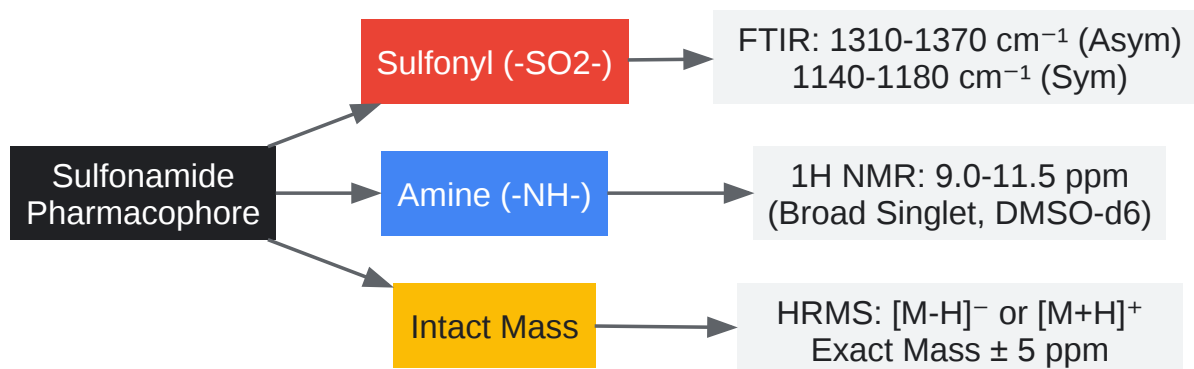 Sulfonamide
Pharmacophore
Sulfonyl (-SO2-)
FTIR: 1310-1370 cm⁻¹ (Asym)
1140-1180 cm⁻¹ (Sym)
Amine (-NH-)
1H NMR: 9.0-11.5 ppm
(Broad Singlet, DMSO-d6)
Intact Mass
HRMS: [M-H]⁻ or [M+H]⁺
Exact Mass ± 5 ppm